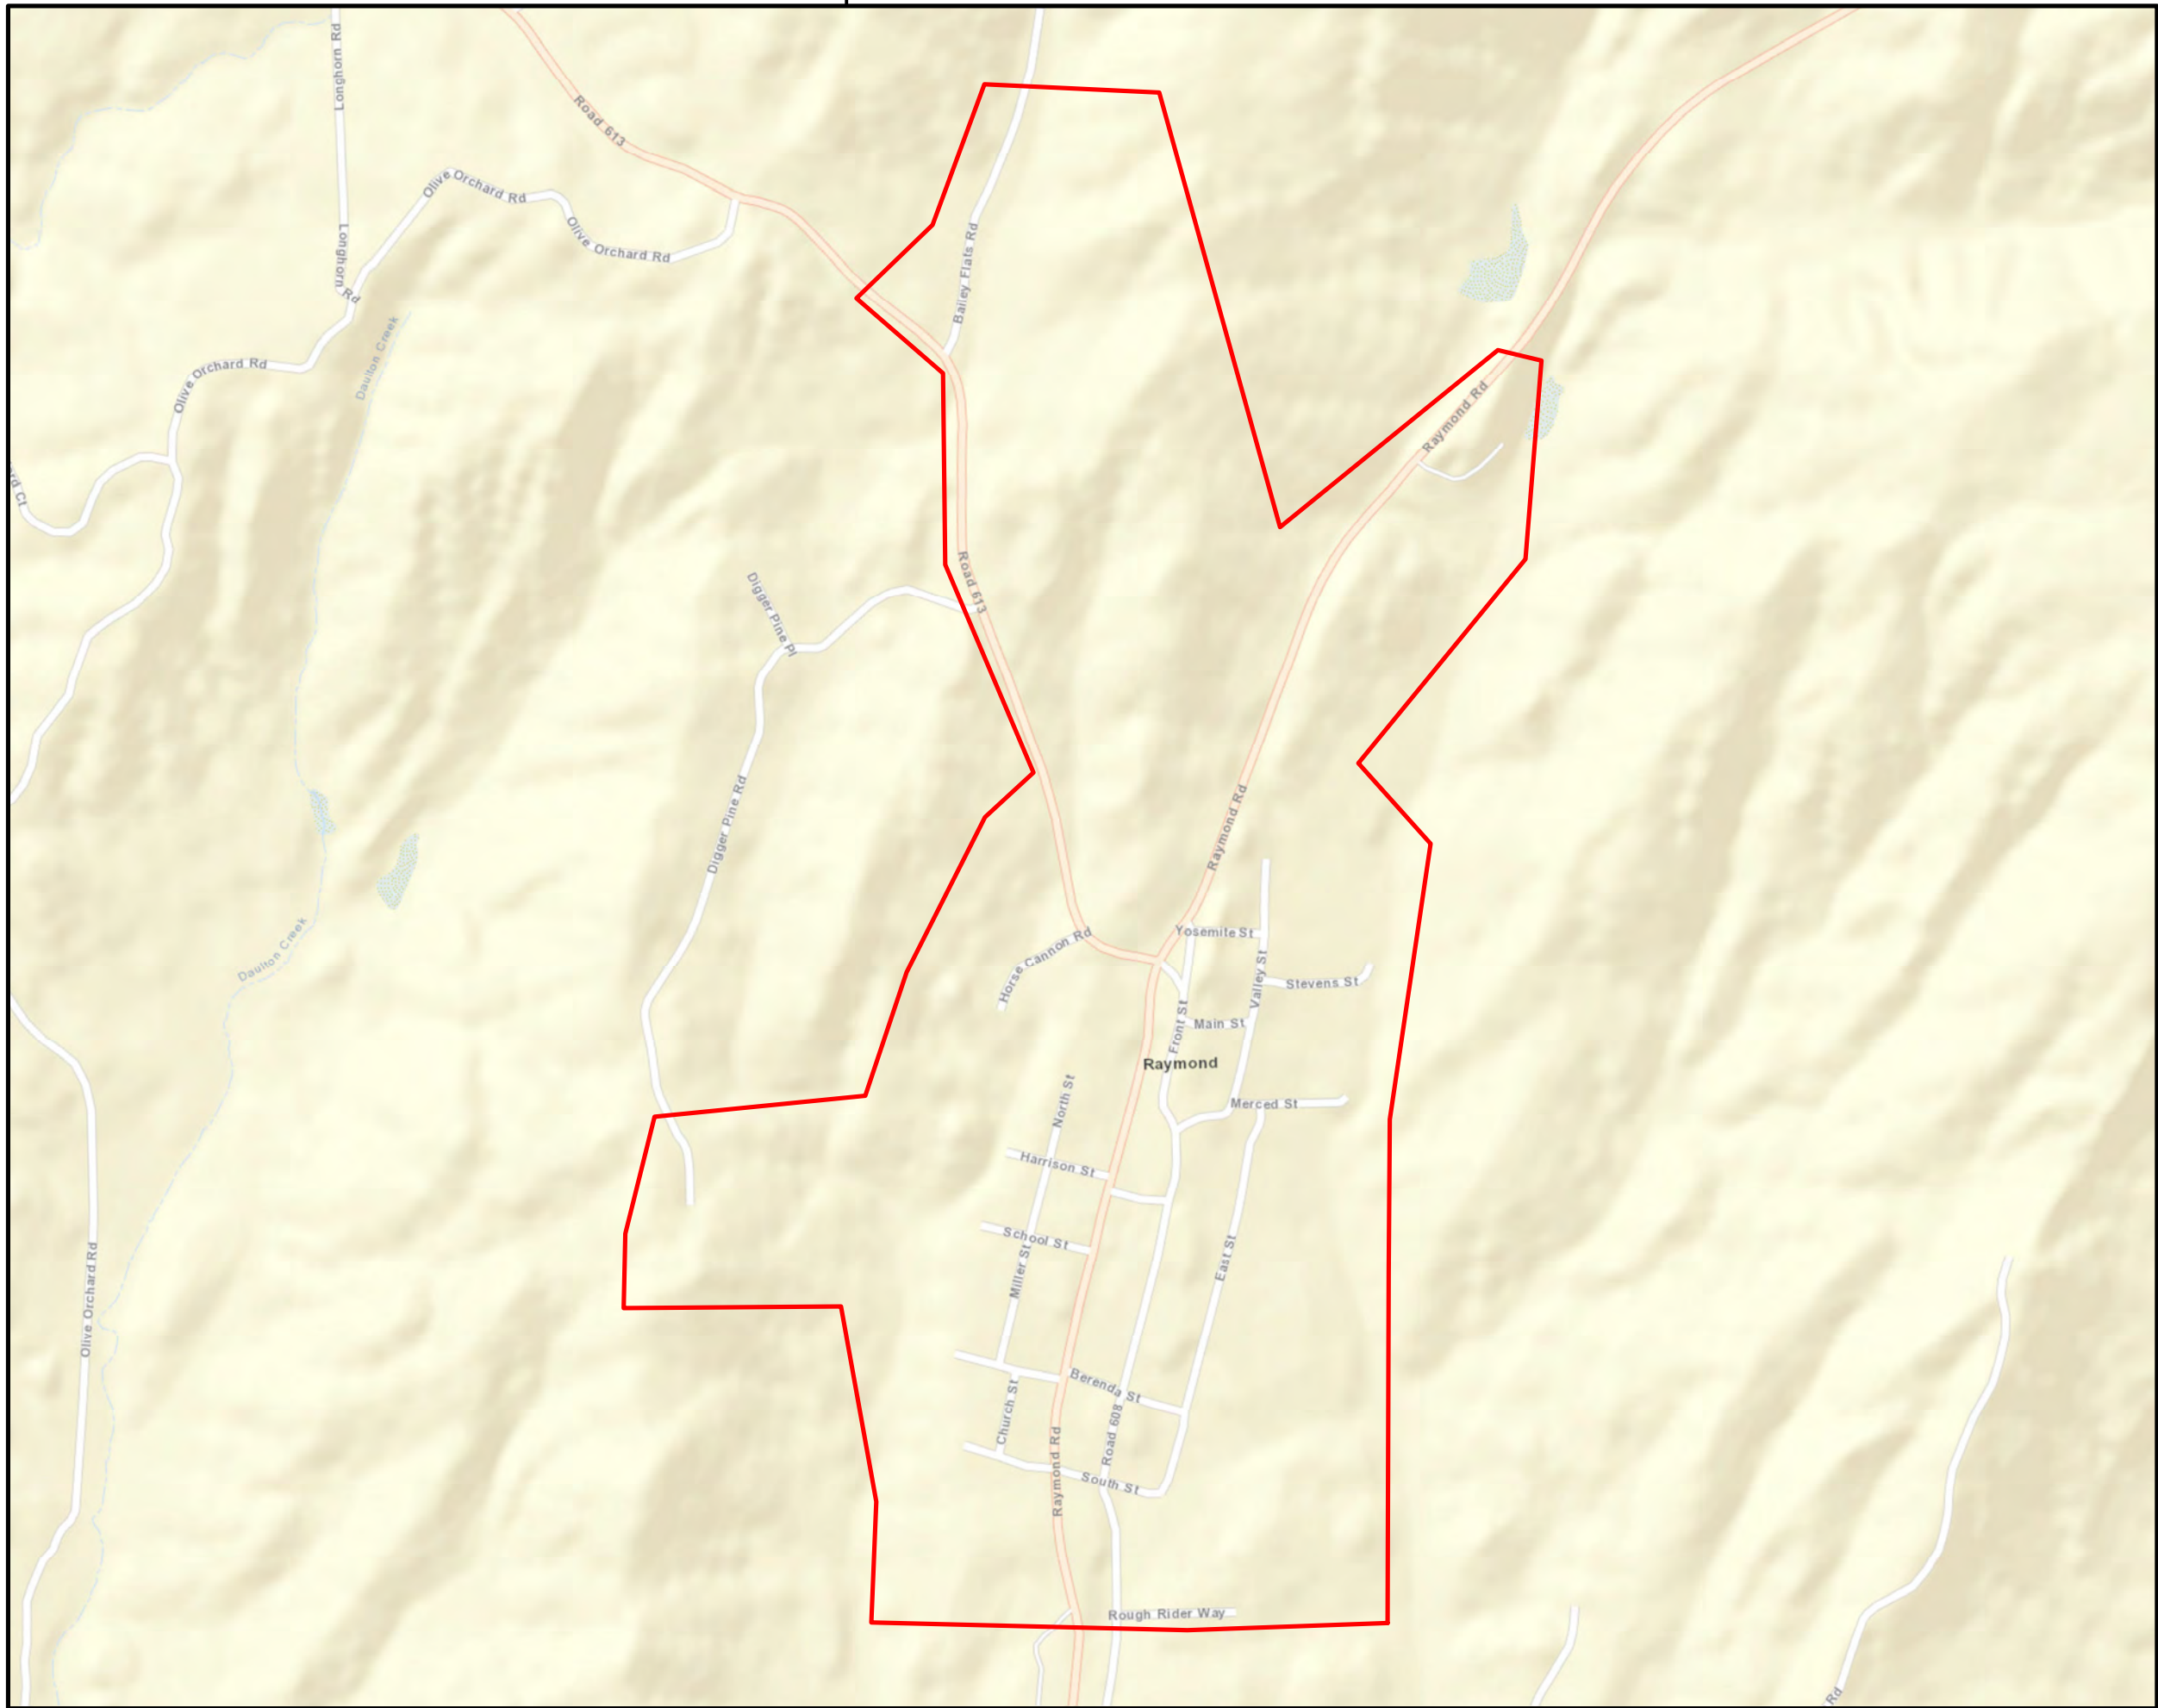 Longhorn Rd
Road 613
Olive Orchard Rd
Olive Orchard Rd
Longhorn Rd
Bailey Flats Rd
Daulton Creek
Olive Orchard Rd
Raymond Rd
rd Ct
Road 613
Digger Pine Pl
Digger Pine Rd
Raymond Rd
Daulton Creek
Horse Cannon Rd
Yosemite St
Valley St
Stevens St
Front St
Main St
Raymond
North St
Merced St
Harrison St
School St
Miller St
East St
Olive Orchard Rd
Berenda St
Church St
Road 608
Raymond Rd
South St
Rough Rider Way
Rd